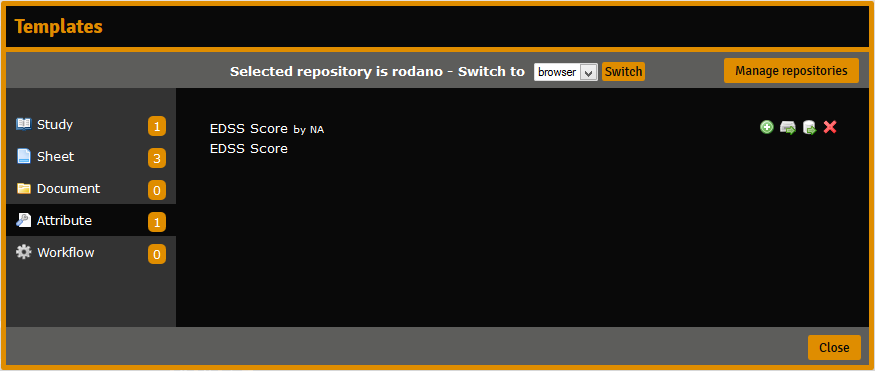 Templates
Selected repository is rodano - Switch to browser Switch Manage repositories
Study 1
Sheet 3
Document 0
Attribute 1
Workflow 0
EDSS Score by NA
EDSS Score
Close